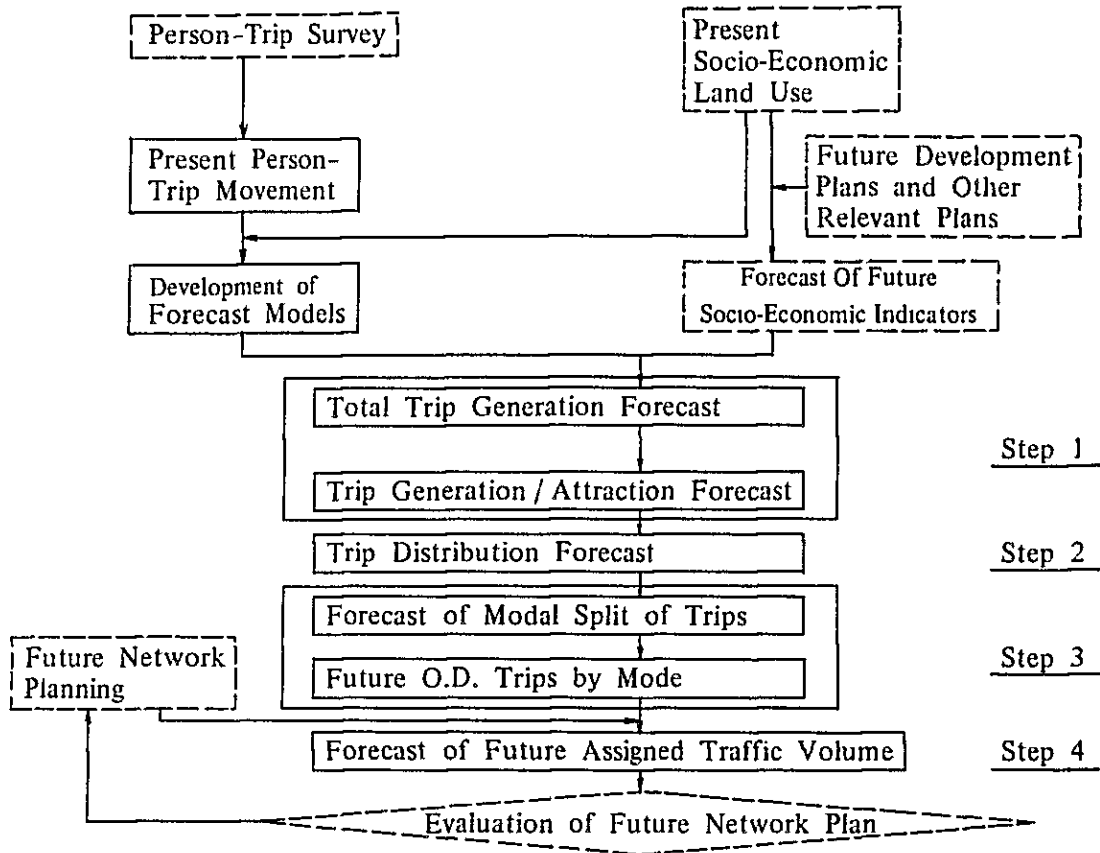 Person-Trip Survey
Present
Socio-Economic
Land Use
Present Person-
Trip Movement
Future Development
Plans and Other
Relevant Plans
Development of
Forecast Models
Forecast Of Future
Socio-Economic Indicators
Total Trip Generation Forecast
Step 1
Trip Generation / Attraction Forecast
Trip Distribution Forecast
Step 2
Forecast of Modal Split of Trips
Future Network
Planning
Future O.D. Trips by Mode
Step 3
Forecast of Future Assigned Traffic Volume
Step 4
Evaluation of Future Network Plan